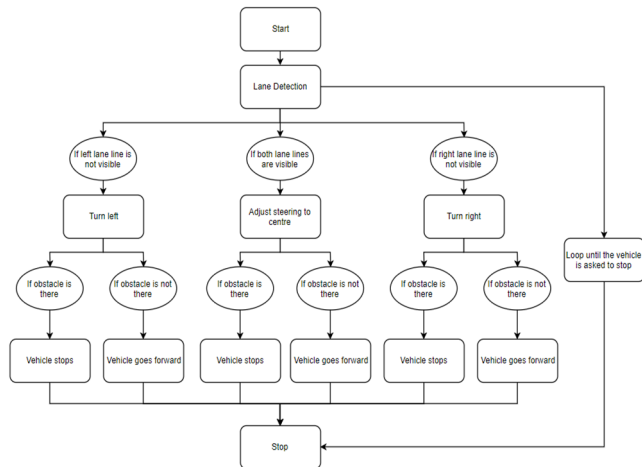 Start
Lane Detection
If left lane line is
not visible
If both lane lines
are visible
If right lane line is
not visible
Turn left
Adjust steering to
centre
Turn right
Loop until the vehicle
is asked to stop
If obstacle is
there
If obstacle is not
there
If obstacle is
there
If obstacle is not
there
If obstacle is
there
If obstacle is not
there
Vehicle stops
Vehicle goes forward
Vehicle stops
Vehicle goes forward
Vehicle stops
Vehicle goes forward
Stop